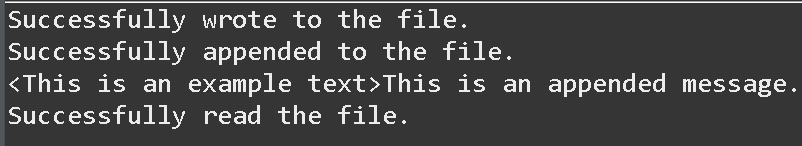 Successfully wrote to the file.
Successfully appended to the file.
<This is an example text>This is an appended message.
Successfully read the file.